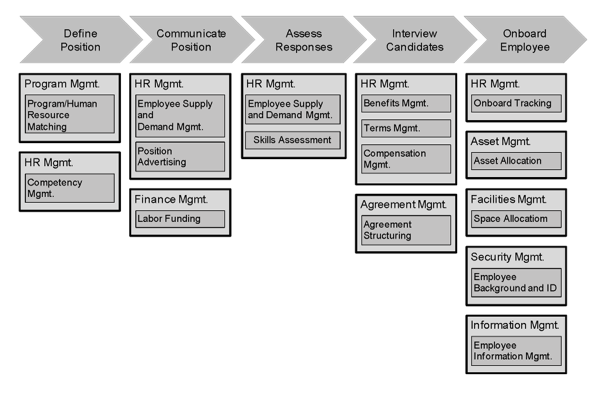 Define
Position
Communicate
Position
Assess
Responses
Interview
Candidates
Onboard
Employee
Program Mgmt.
Program/Human
Resource
Matching
HR Mgmt.
Competency
Mgmt.
HR Mgmt.
Employee Supply
and
Demand Mgmt.
Position
Advertising
Finance Mgmt.
Labor Funding
HR Mgmt.
Employee Supply
and Demand Mgmt.
Skills Assessment
HR Mgmt.
Benefits Mgmt.
Terms Mgmt.
Compensation
Mgmt.
Agreement Mgmt.
Agreement
Structuring
HR Mgmt.
Onboard Tracking
Asset Mgmt.
Asset Allocation
Facilities Mgmt.
Space Allocatiom
Security Mgmt.
Employee
Background and ID
Information Mgmt.
Employee
Information Mgmt.